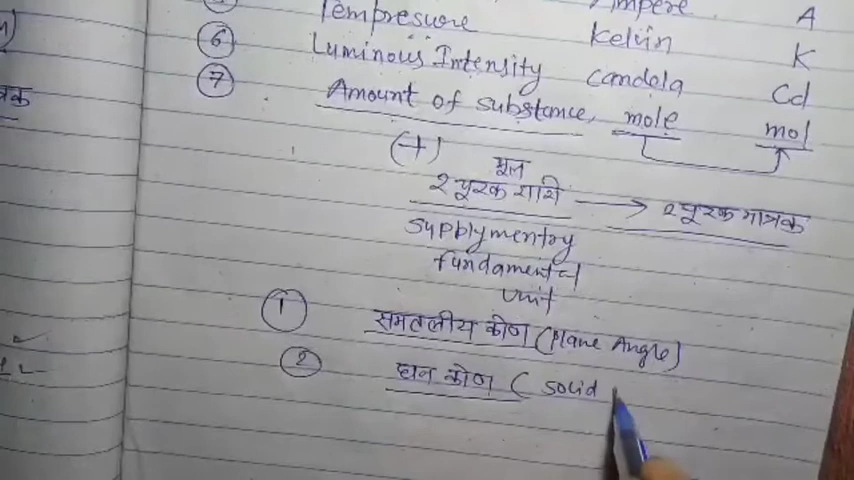 Ampere. A
Tempresure Kelvin K
6 Luminous Intensity candela Cd
7 Amount of substance, mole mol
(+)
मूल
2 पूरक राशि → 2 पूरक मात्रक
Supplymentry
fundamental
Unit
1 समतलीय कोण (Plane Angle)
2 घन कोण ( Solid